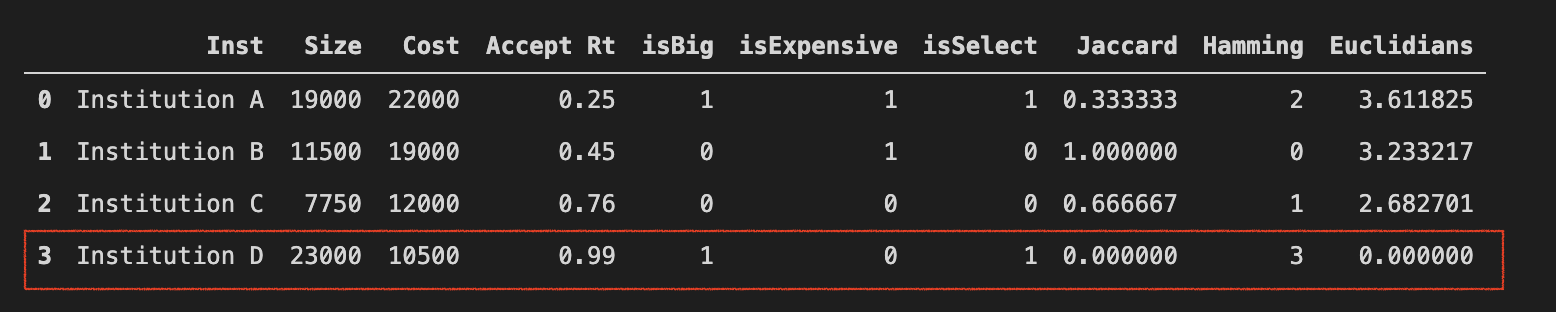 Inst Size Cost Accept Rt isBig isExpensive isSelect Jaccard Hamming Euclidians
0 Institution A 19000 22000 0.25 1 1 1 0.333333 2 3.611825
1 Institution B 11500 19000 0.45 0 1 0 1.000000 0 3.233217
2 Institution C 7750 12000 0.76 0 0 0 0.666667 1 2.682701
3 Institution D 23000 10500 0.99 1 0 1 0.000000 3 0.000000